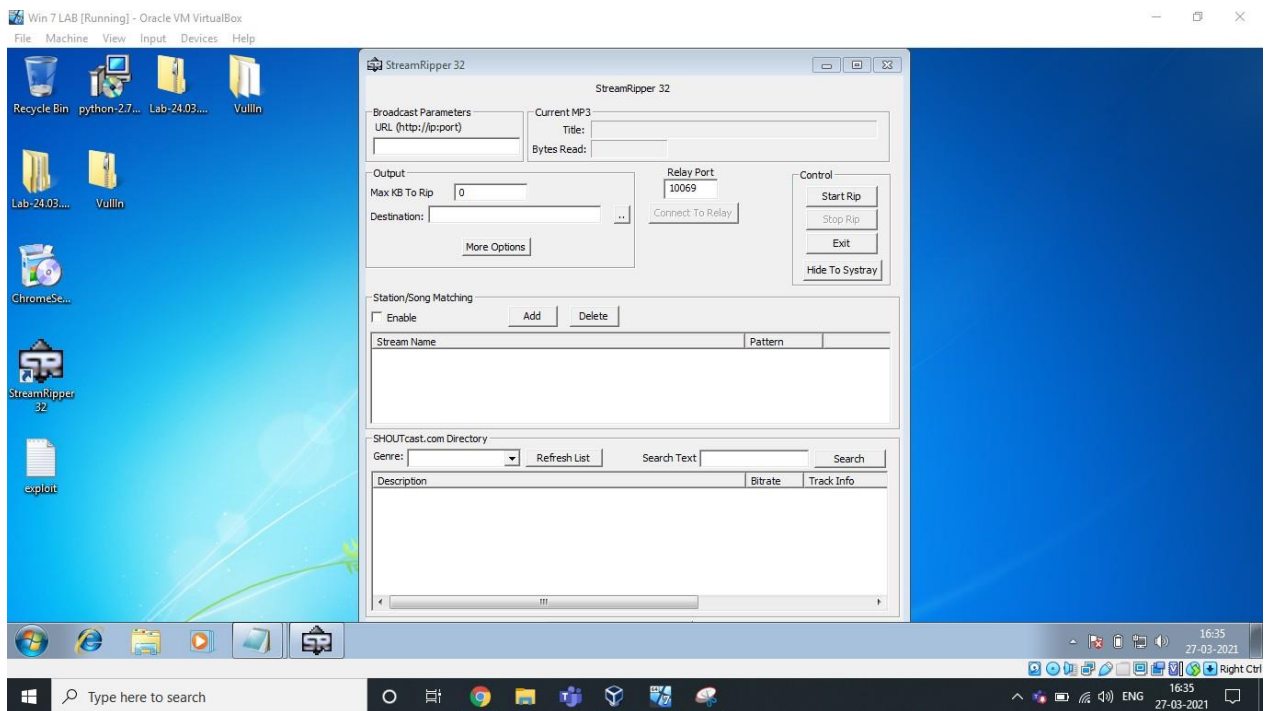 Win 7 LAB [Running] - Oracle VM VirtualBox
File Machine View Input Devices Help
Recycle Bin
python-2.7...
Lab-24.03....
Vulln
Lab-24.03....
Vulln
ChromeSe...
StreamRipper
32
exploit
StreamRipper 32
StreamRipper 32
Broadcast Parameters
URL (http://ip:port)
Current MP3
Title:
Bytes Read:
Output
Max KB To Rip 0
Destination: ..
More Options
Relay Port
10069
Connect To Relay
Control
Start Rip
Stop Rip
Exit
Hide To Systray
Station/Song Matching
Enable Add Delete
Stream Name Pattern
SHOUTcast.com Directory
Genre: Refresh List Search Text Search
Description Bitrate Track Info
16:35
27-03-2021
Right Ctrl
Type here to search
ENG
16:35
27-03-2021